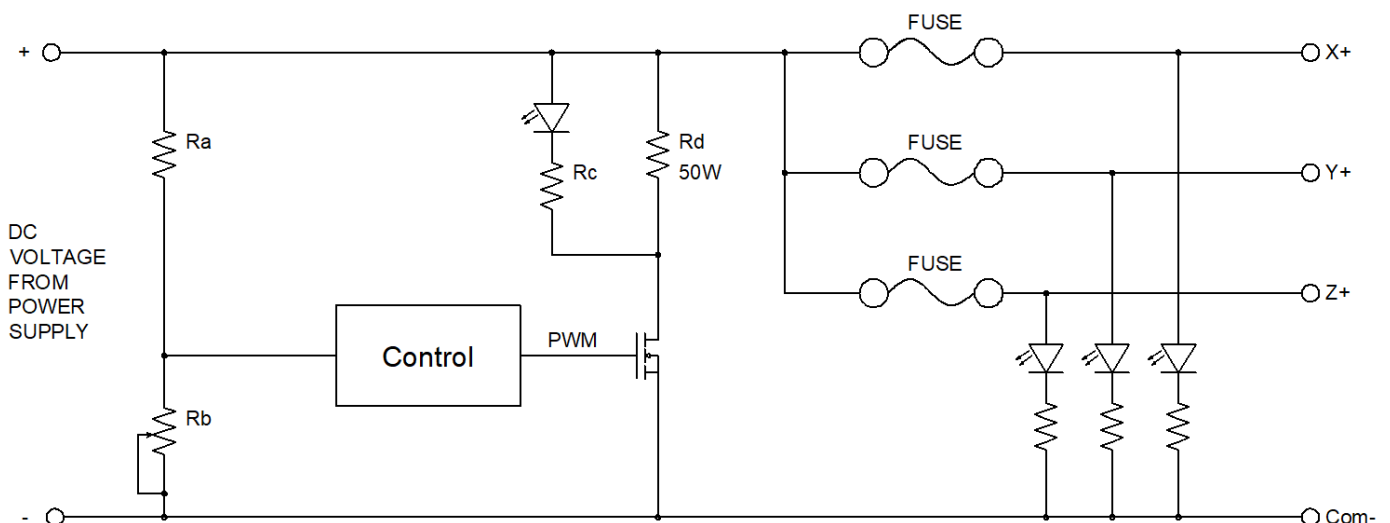 FUSE
+
X+
Ra
Rd
50W
Rc
FUSE
Y+
DC
VOLTAGE
FROM
POWER
SUPPLY
FUSE
Z+
Control
PWM
Rb
-
Com-